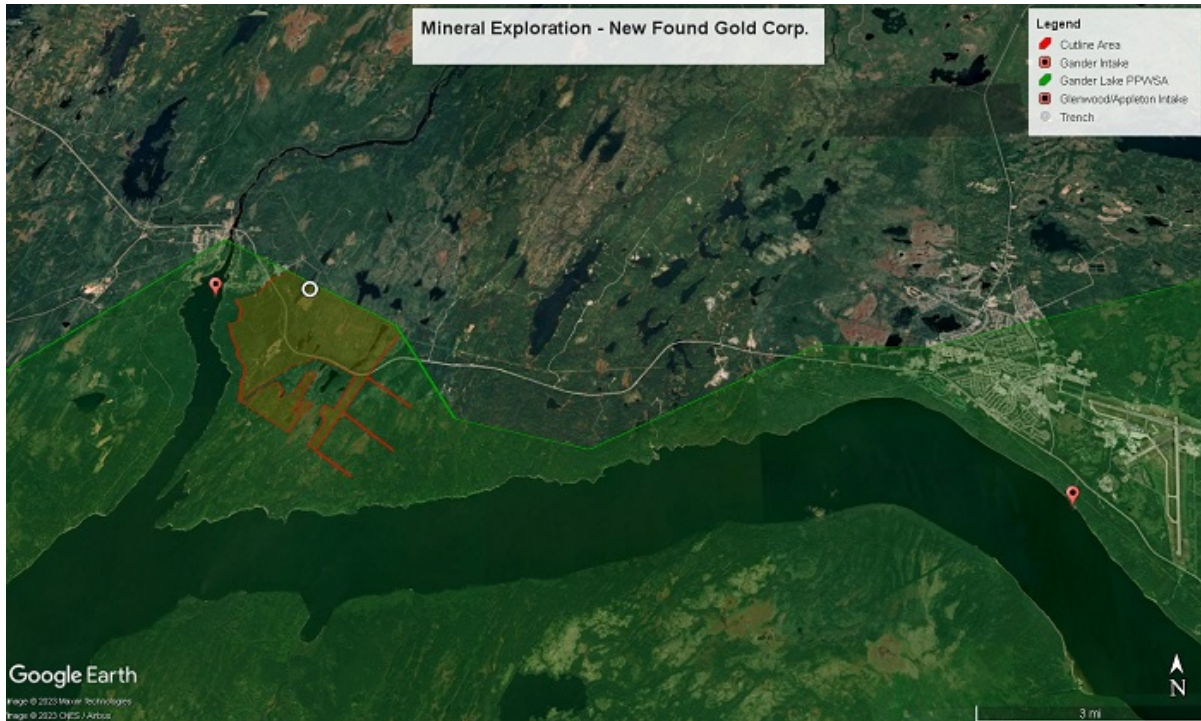 Mineral Exploration - New Found Gold Corp.
Legend
Cutline Area
Gander Intake
Gander Lake PPWSA
Glenwood/Appleton Intake
Trench
Google Earth
Image © 2023 Maxar Technologies
Image © 2023 CNES / Airbus
N
3 mi